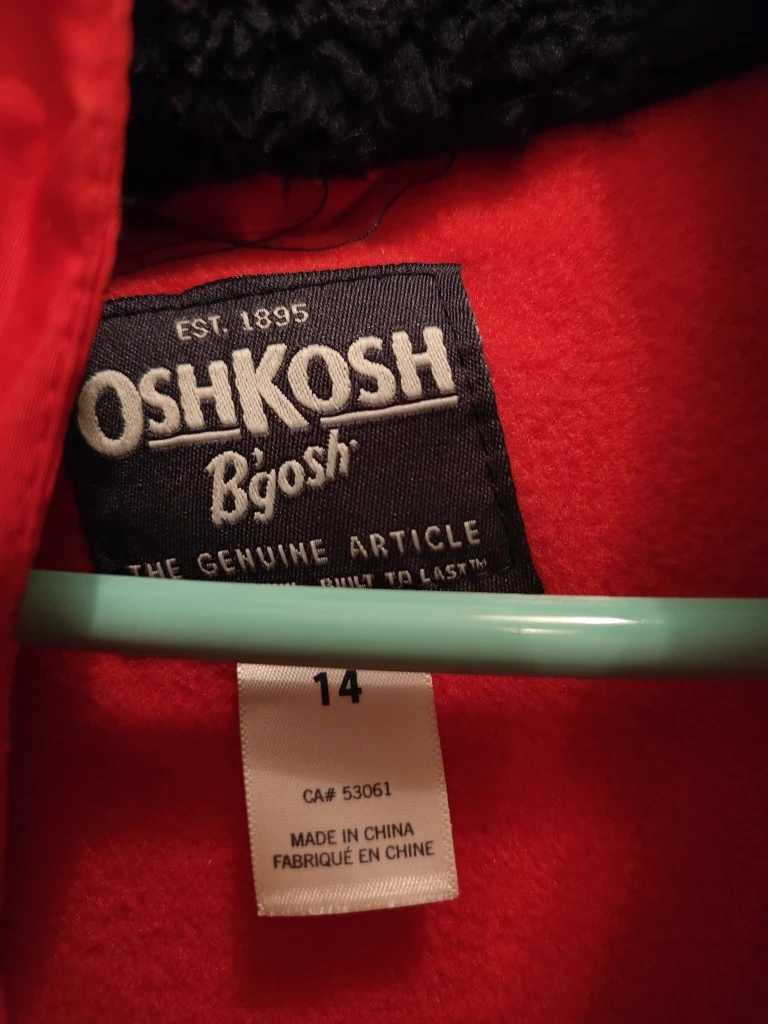 EST. 1895
OSHKOSH
B'gosh
THE GENUINE ARTICLE
BUILT TO LAST™
14
CA# 53061
MADE IN CHINA
FABRIQUÉ EN CHINE